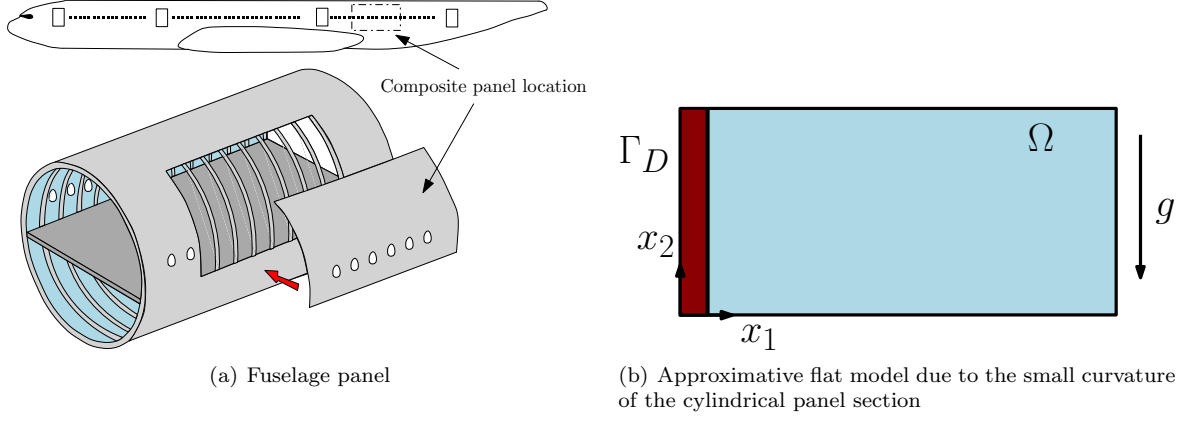 Composite panel location
Γ_D
Ω
x_2
g
x_1
(a) Fuselage panel
(b) Approximative flat model due to the small curvature
of the cylindrical panel section